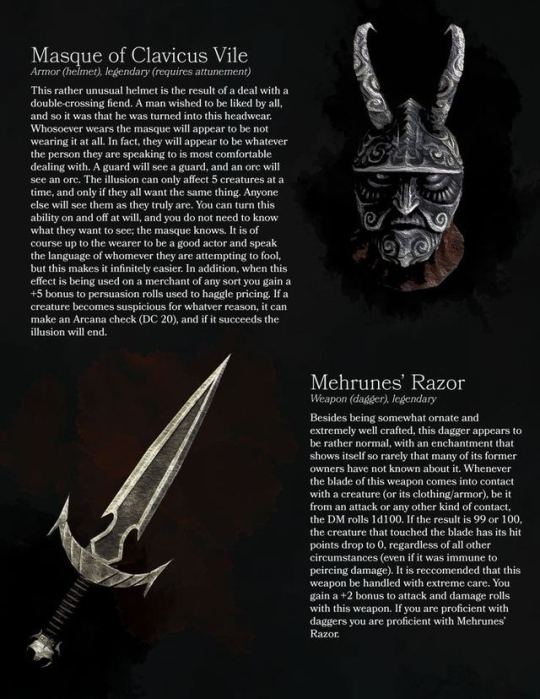 Masque of Clavicus Vile
Armor (helmet), legendary (requires attunement)
This rather unusual helmet is the result of a deal with a
double-crossing fiend. A man wished to be liked by all,
and so it was that he was turned into this headwear.
Whosoever wears the masque will appear to be not
wearing it at all. In fact, they will appear to be whatever
the person they are speaking to is most comfortable
dealing with. A guard will see a guard, and an orc will
see an orc. The illusion can only affect 5 creatures at a
time, and only if they all want the same thing. Anyone
else will see them as they truly are. You can turn this
ability on and off at will, and you do not need to know
what they want to see; the masque knows. It is of
course up to the wearer to be a good actor and speak
the language of whomever they are attempting to fool,
but this makes it infinitely easier. In addition, when this
effect is being used on a merchant of any sort you gain a
+5 bonus to persuasion rolls used to haggle pricing. If a
creature becomes suspicious for whatver reason, it can
make an Arcana check (DC 20), and if it succeeds the
illusion will end.
Mehrunes' Razor
Weapon (dagger), legendary
Besides being somewhat ornate and
extremely well crafted, this dagger appears to
be rather normal, with an enchantment that
shows itself so rarely that many of its former
owners have not known about it. Whenever
the blade of this weapon comes into contact
with a creature (or its clothing/armor), be it
from an attack or any other kind of contact,
the DM rolls 1d100. If the result is 99 or 100,
the creature that touched the blade has its hit
points drop to 0, regardless of all other
circumstances (even if it was immune to
peircing damage). It is reccomended that this
weapon be handled with extreme care. You
gain a +2 bonus to attack and damage rolls
with this weapon. If you are proficient with
daggers you are proficient with Mehrunes'
Razor.